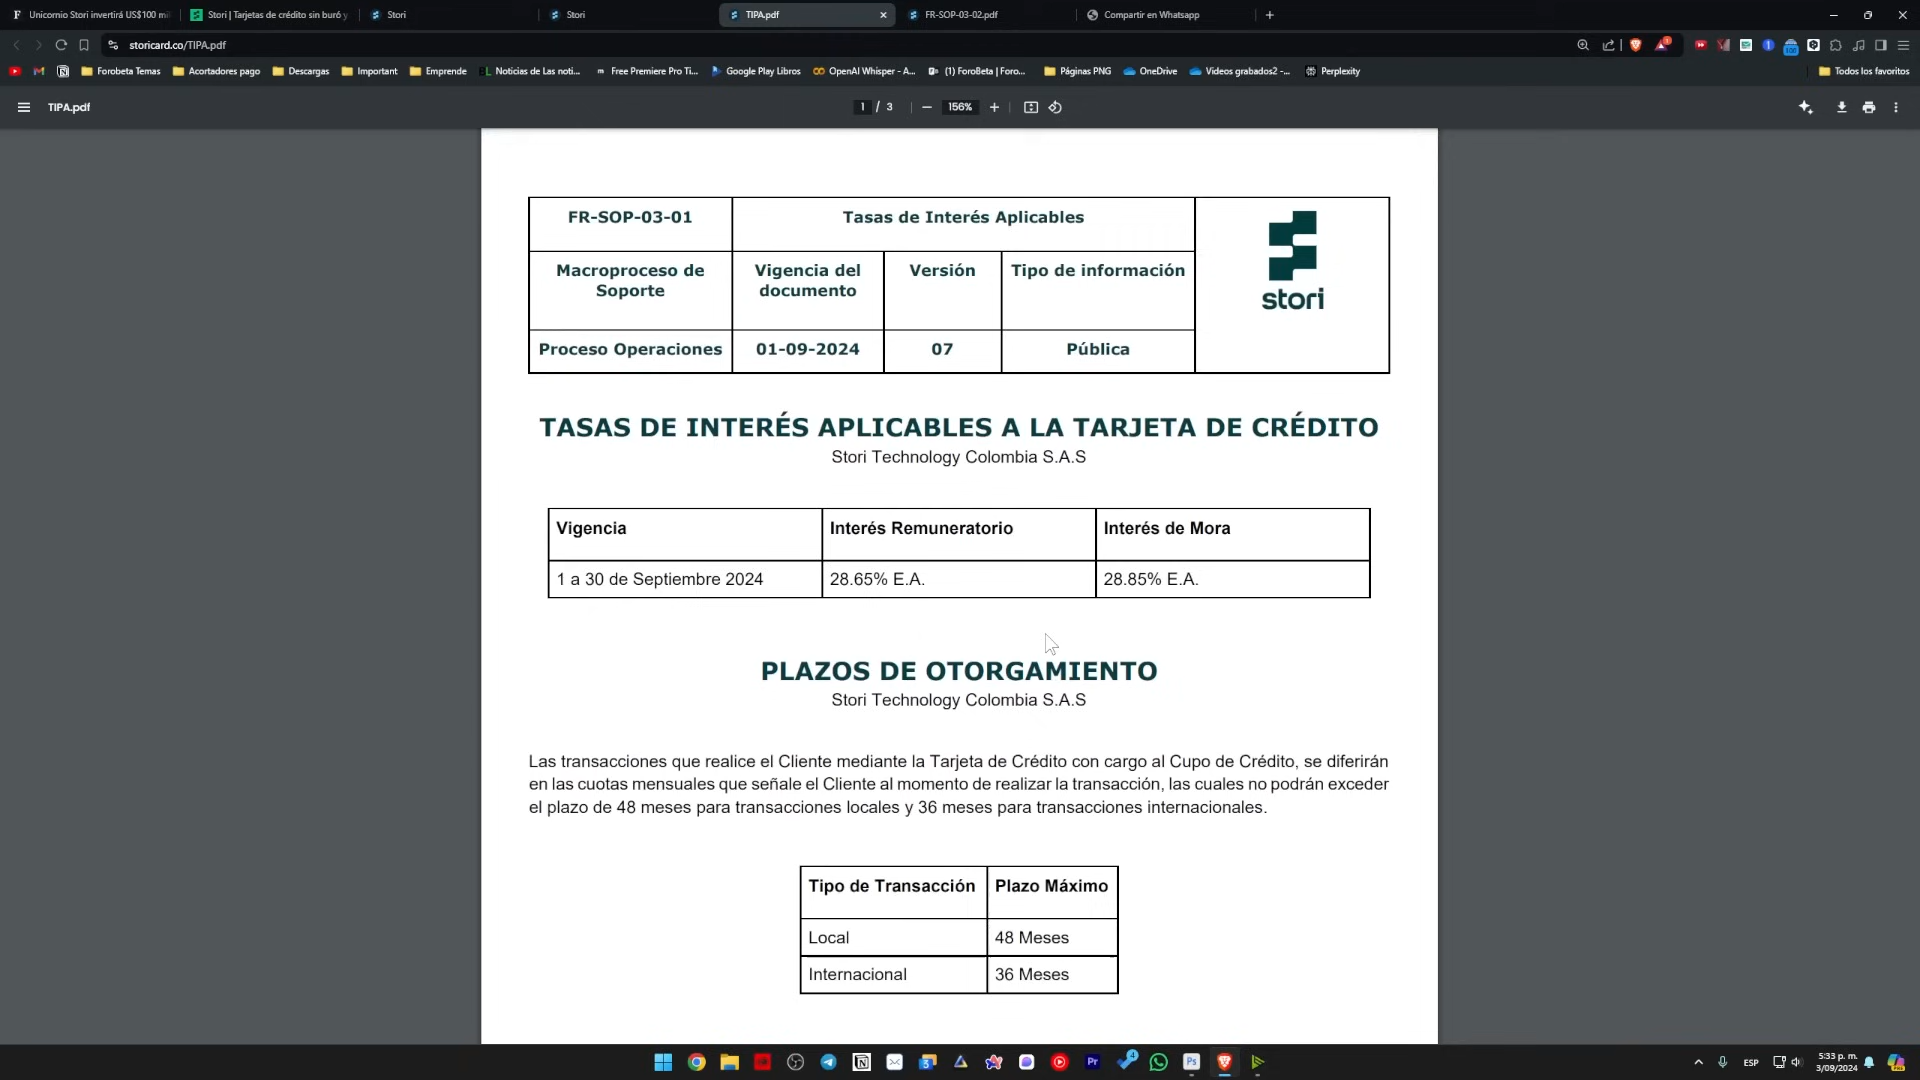 Unicornio Stori invertirá US$100 mi
Stori | Tarjetas de crédito sin buró y
Stori
Stori
TIPA.pdf
FR-SOP-03-02.pdf
Compartir en Whatsapp
storicard.co/TIPA.pdf
Forobeta Temas
Acortadores pago
Descargas
Important
Emprende
Noticias de Las noti...
Free Premiere Pro Ti...
Google Play Libros
OpenAI Whisper - A...
(1) ForoBeta | Foro...
Páginas PNG
OneDrive
Videos grabados2 -...
Perplexity
Todos los favoritos
TIPA.pdf
1 / 3
156%
FR-SOP-03-01
Tasas de Interés Aplicables
Macroproceso de
Soporte
Vigencia del
documento
Versión
Tipo de información
stori
Proceso Operaciones
01-09-2024
07
Pública
TASAS DE INTERÉS APLICABLES A LA TARJETA DE CRÉDITO
Stori Technology Colombia S.A.S
Vigencia
Interés Remuneratorio
Interés de Mora
1 a 30 de Septiembre 2024
28.65% E.A.
28.85% E.A.
PLAZOS DE OTORGAMIENTO
Stori Technology Colombia S.A.S
Las transacciones que realice el Cliente mediante la Tarjeta de Crédito con cargo al Cupo de Crédito, se diferirán
en las cuotas mensuales que señale el Cliente al momento de realizar la transacción, las cuales no podrán exceder
el plazo de 48 meses para transacciones locales y 36 meses para transacciones internacionales.
Tipo de Transacción
Plazo Máximo
Local
48 Meses
Internacional
36 Meses
ESP
5:33 p. m.
3/09/2024